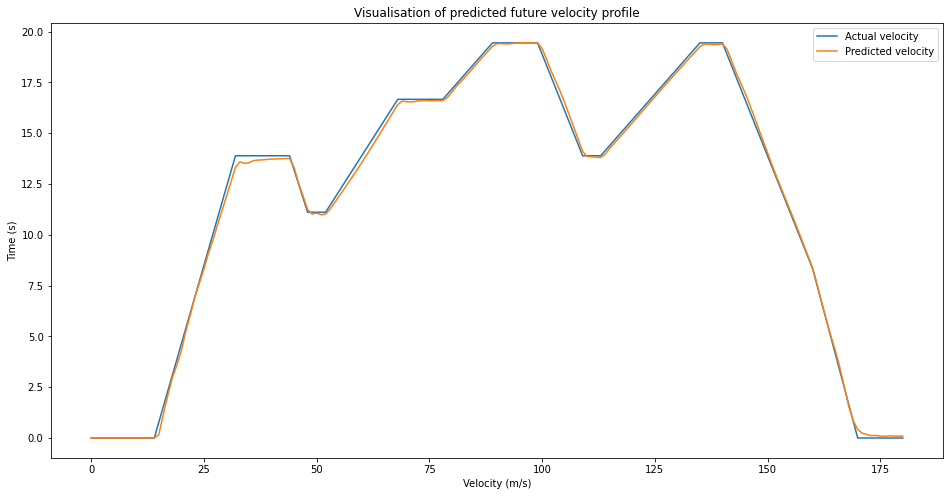 Visualisation of predicted future velocity profile
Actual velocity
Predicted velocity
Time (s)
20.0
17.5
15.0
12.5
10.0
7.5
5.0
2.5
0.0
0 25 50 75 100 125 150 175
Velocity (m/s)